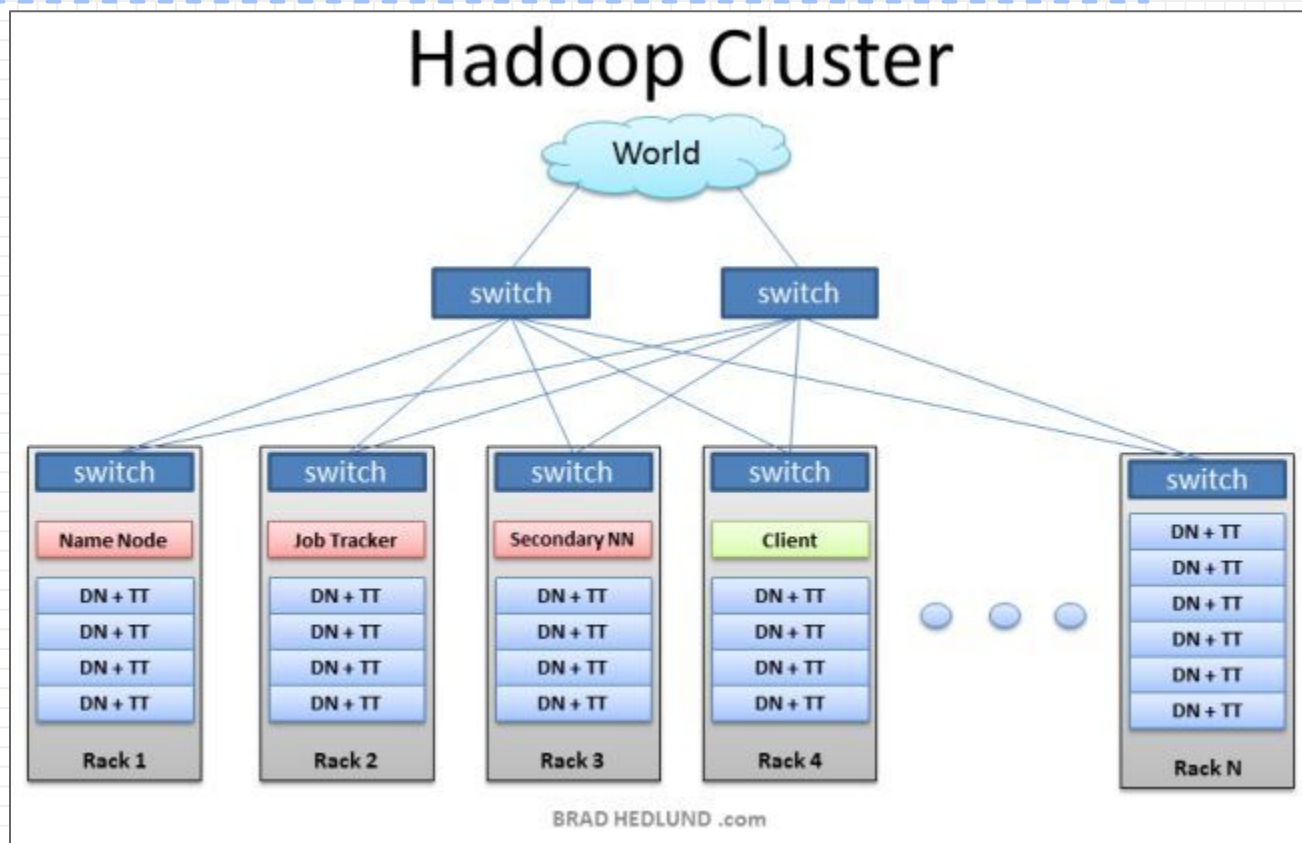 Hadoop Cluster
World
switch switch
switch switch switch switch switch
Name Node Job Tracker Secondary NN Client DN + TT
DN + TT
DN + TT DN + TT DN + TT DN + TT DN + TT
DN + TT DN + TT DN + TT DN + TT DN + TT
DN + TT DN + TT DN + TT DN + TT DN + TT
DN + TT DN + TT DN + TT DN + TT DN + TT
Rack 1 Rack 2 Rack 3 Rack 4 Rack N
BRAD HEDLUND .com